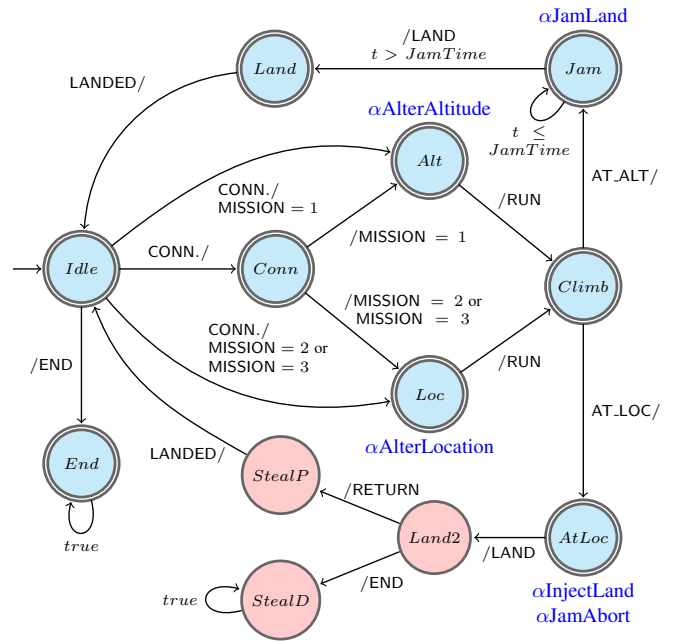 αJamLand
/LAND
t > JamTime
Land
Jam
LANDED/
αAlterAltitude
t ≤
JamTime
Alt
CONN./
MISSION = 1
/RUN
AT_ALT/
/MISSION = 1
Idle
CONN./
Conn
Climb
/MISSION = 2 or
MISSION = 3
CONN./
MISSION = 2 or
MISSION = 3
/END
/RUN
Loc
AT_LOC/
αAlterLocation
LANDED/
End
StealP
/RETURN
true
Land2
/LAND
AtLoc
/END
αInjectLand
αJamAbort
true
StealD